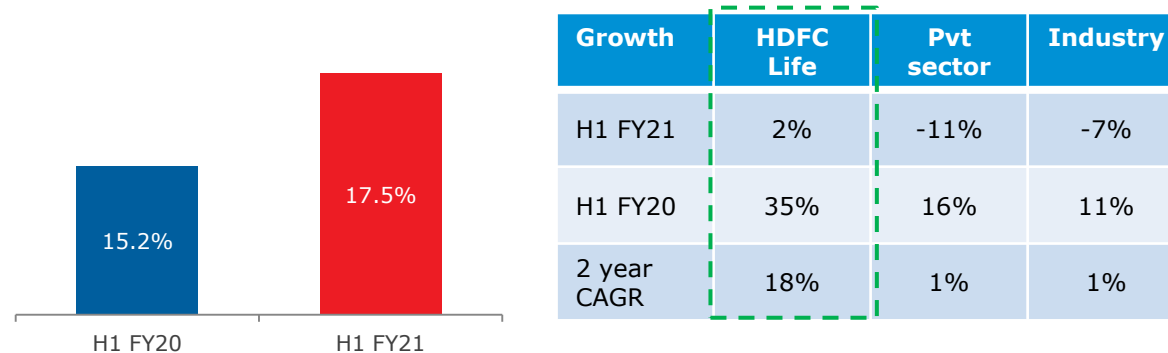 15.2%
17.5%
H1 FY20
H1 FY21
Growth
HDFC
Life
Pvt
sector
Industry
H1 FY21
2%
-11%
-7%
H1 FY20
35%
16%
11%
2 year
CAGR
18%
1%
1%